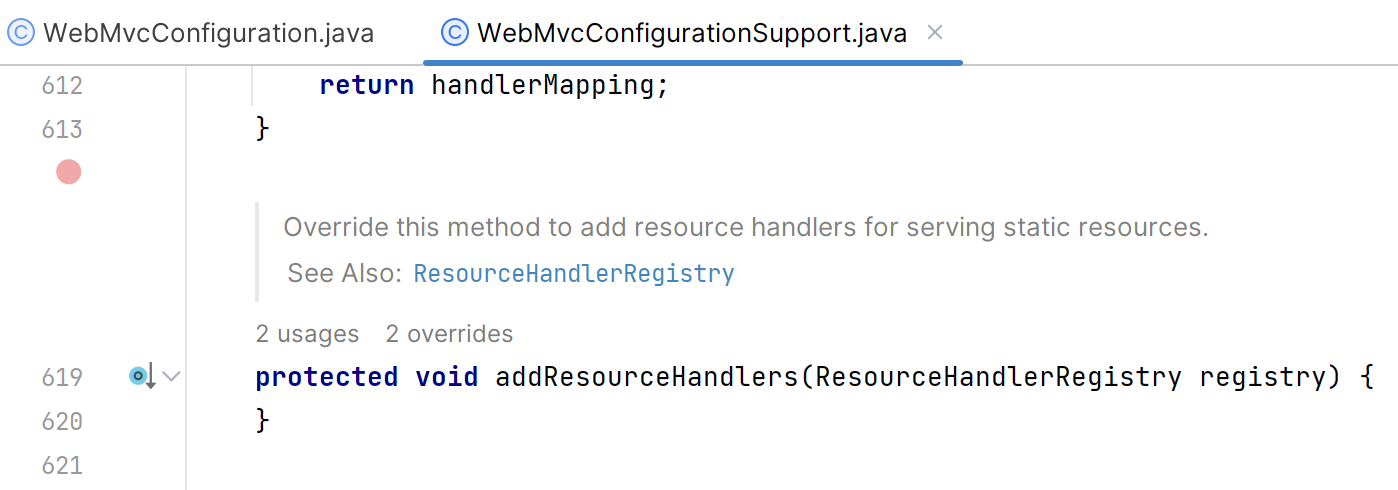 C WebMvcConfiguration.java C WebMvcConfigurationSupport.java ×
612 return handlerMapping;
613 }
Override this method to add resource handlers for serving static resources.
See Also: ResourceHandlerRegistry
2 usages 2 overrides
619 protected void addResourceHandlers(ResourceHandlerRegistry registry) {
620 }
621